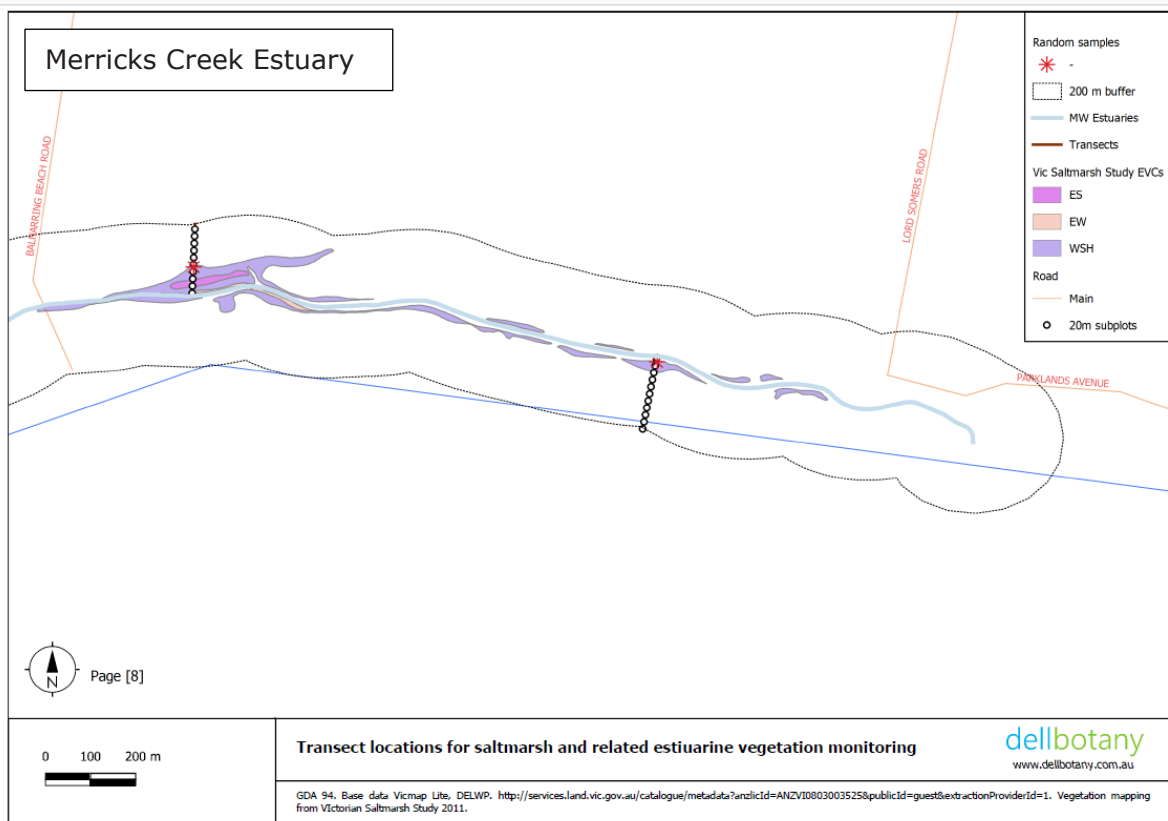 Merricks Creek Estuary
BALNARRING BEACH ROAD
LORD SOMERS ROAD
PARKLANDS AVENUE
Random samples
-
200 m buffer
MW Estuaries
Transects
Vic Saltmarsh Study EVCs
ES
EW
WSH
Road
Main
20m subplots
N
Page [8]
0 100 200 m
Transect locations for saltmarsh and related estiuarine vegetation monitoring
dellbotany
www.dellbotany.com.au
GDA 94. Base data Vicmap Lite, DELWP. http://services.land.vic.gov.au/catalogue/metadata?anzlicId=ANZVI0803003525&publicId=guest&extractionProviderId=1. Vegetation mapping
from VIctorian Saltmarsh Study 2011.